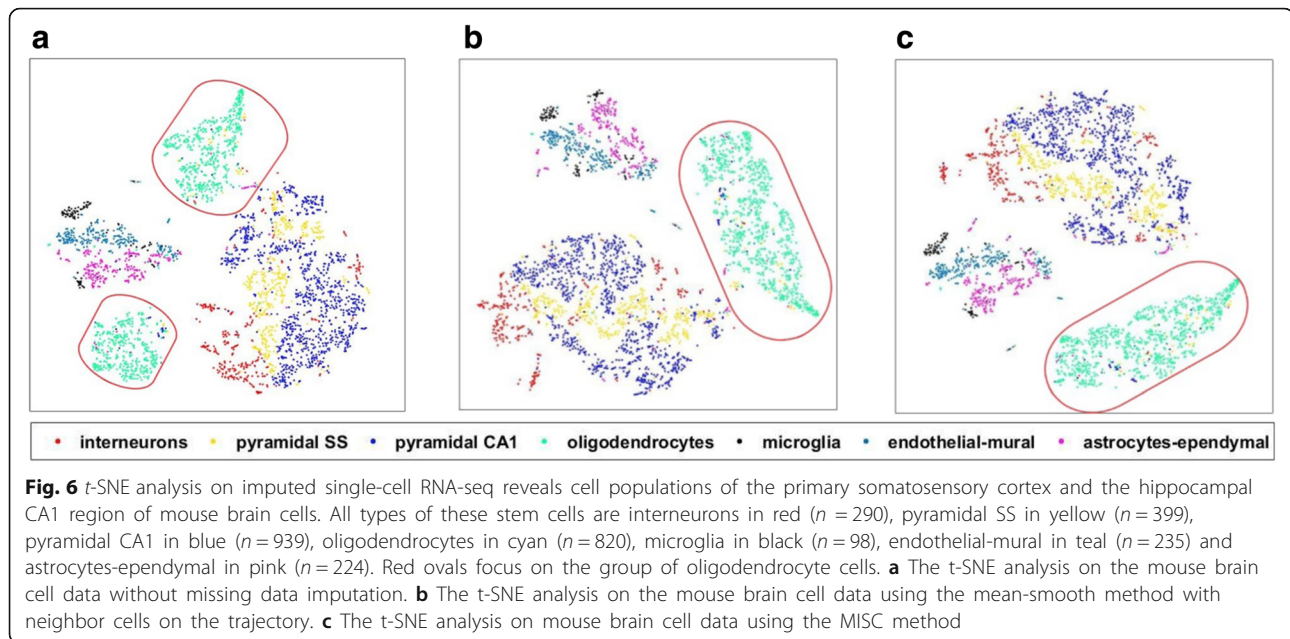 a
b
c
interneurons pyramidal SS pyramidal CA1 oligodendrocytes microglia endothelial-mural astrocytes-ependymal
Fig. 6 t-SNE analysis on imputed single-cell RNA-seq reveals cell populations of the primary somatosensory cortex and the hippocampal
CA1 region of mouse brain cells. All types of these stem cells are interneurons in red (n = 290), pyramidal SS in yellow (n = 399),
pyramidal CA1 in blue (n = 939), oligodendrocytes in cyan (n = 820), microglia in black (n = 98), endothelial-mural in teal (n = 235) and
astrocytes-ependymal in pink (n = 224). Red ovals focus on the group of oligodendrocyte cells. a The t-SNE analysis on the mouse brain
cell data without missing data imputation. b The t-SNE analysis on the mouse brain cell data using the mean-smooth method with
neighbor cells on the trajectory. c The t-SNE analysis on mouse brain cell data using the MISC method